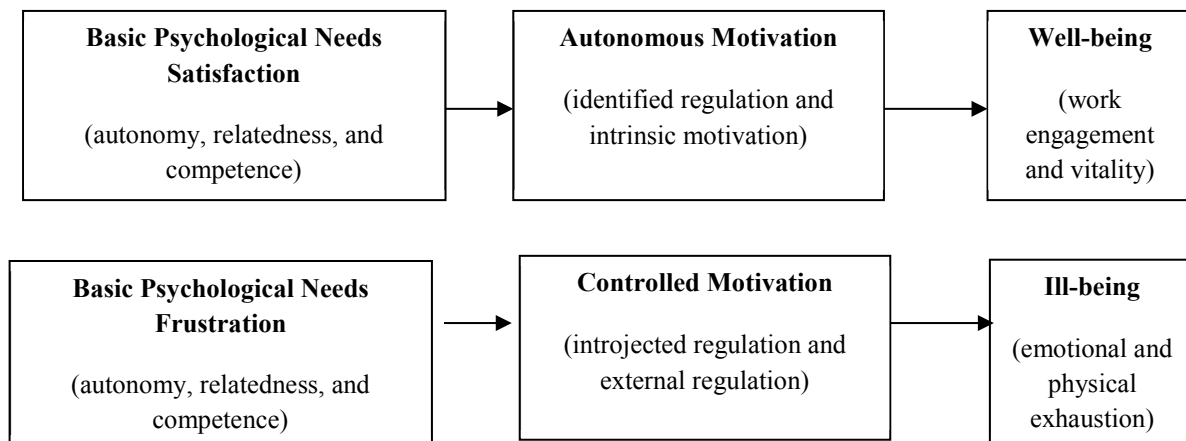 Basic Psychological Needs
Satisfaction
(autonomy, relatedness, and
competence)
Autonomous Motivation
(identified regulation and
intrinsic motivation)
Well-being
(work
engagement
and vitality)
Basic Psychological Needs
Frustration
(autonomy, relatedness, and
competence)
Controlled Motivation
(introjected regulation and
external regulation)
Ill-being
(emotional and
physical
exhaustion)